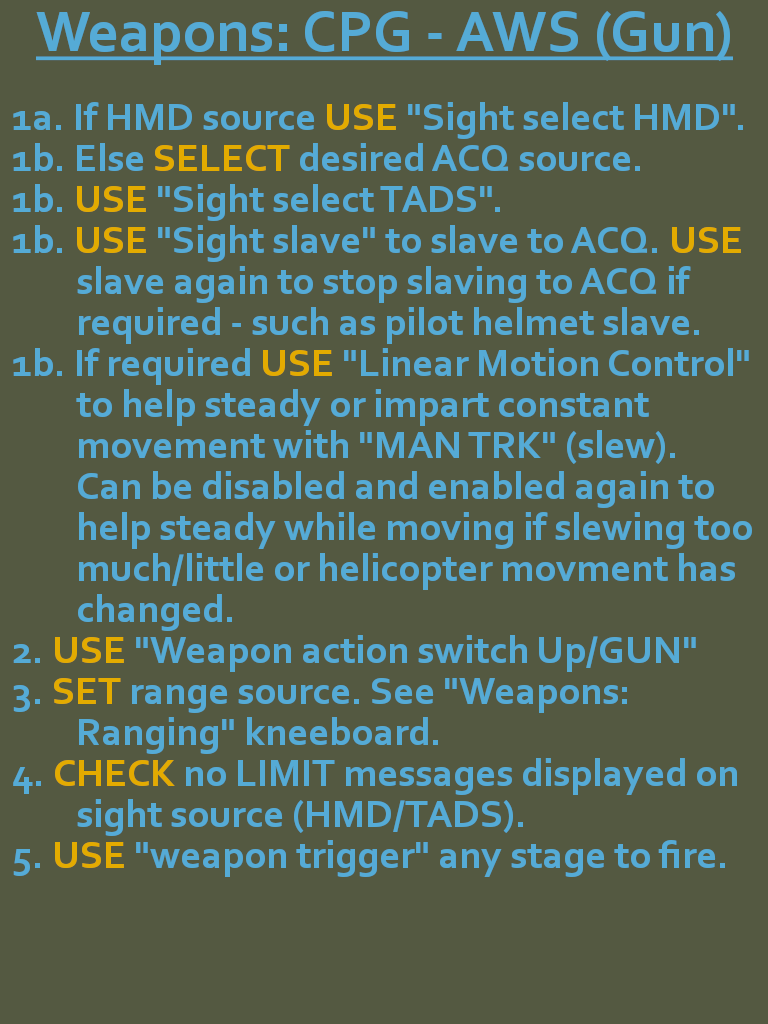 Weapons: CPG - AWS (Gun)
1a. If HMD source USE "Sight select HMD".
1b. Else SELECT desired ACQ source.
1b. USE "Sight select TADS".
1b. USE "Sight slave" to slave to ACQ. USE
slave again to stop slaving to ACQ if
required - such as pilot helmet slave.
1b. If required USE "Linear Motion Control"
to help steady or impart constant
movement with "MAN TRK" (slew).
Can be disabled and enabled again to
help steady while moving if slewing too
much/little or helicopter movment has
changed.
2. USE "Weapon action switch Up/GUN"
3. SET range source. See "Weapons:
Ranging" kneeboard.
4. CHECK no LIMIT messages displayed on
sight source (HMD/TADS).
5. USE "weapon trigger" any stage to fire.